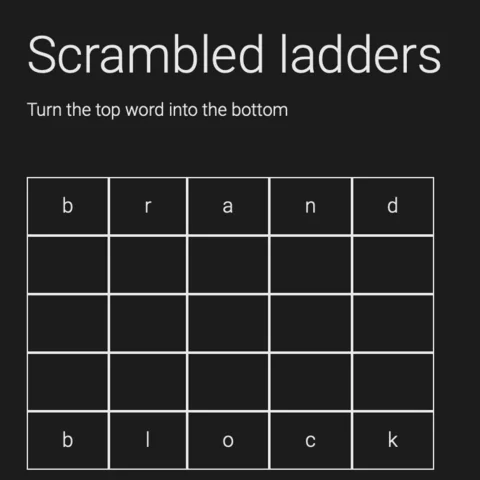 Scrambled ladders
Turn the top word into the bottom
b r a n d
b l o c k